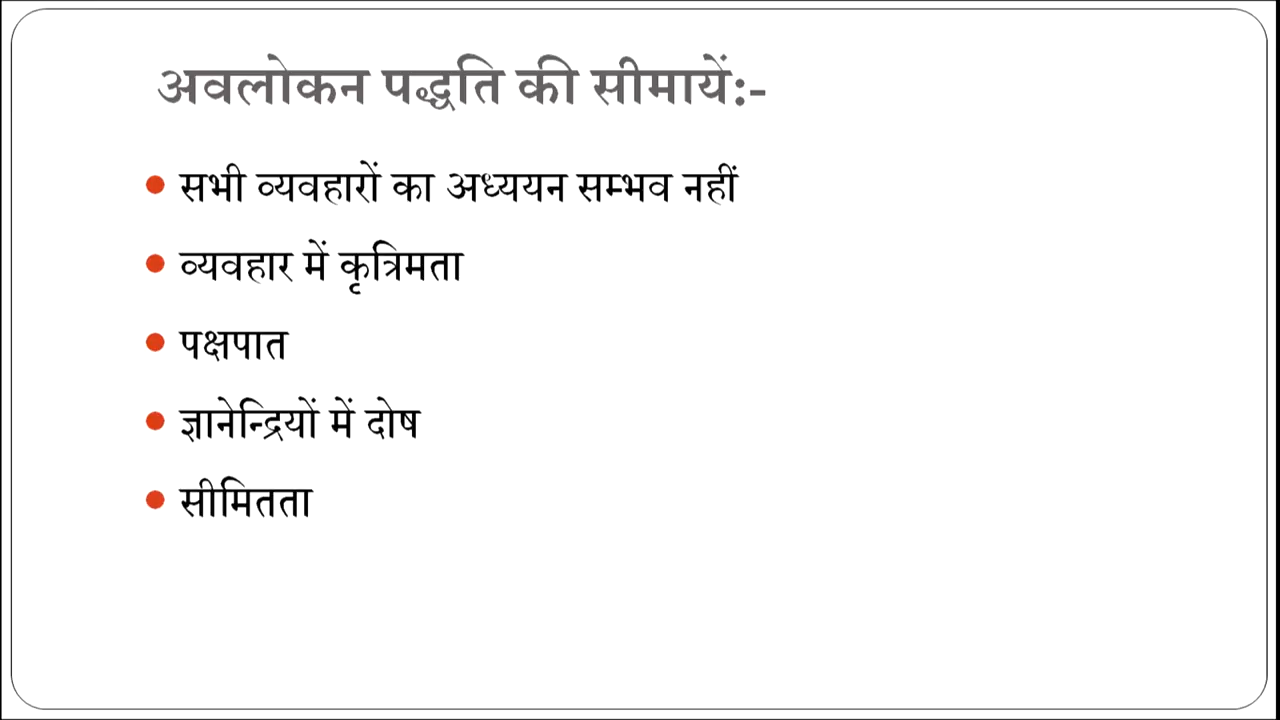 अवलोकन पद्धति की सीमायें:-
• सभी व्यवहारों का अध्ययन सम्भव नहीं
• व्यवहार में कृत्रिमता
• पक्षपात
• ज्ञानेन्द्रियों में दोष
• सीमितता